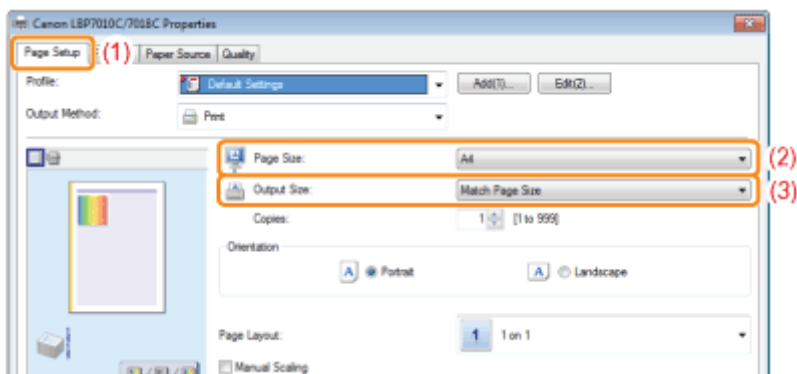 Canon LBP7010C/7018C Properties
Page Setup (1) Paper Source Quality
Profile: Default Settings Add(1)... Edit(2)...
Output Method: Print
Page Size: A4 (2)
Output Size: Match Page Size (3)
Copies: 1 [1 to 999]
Orientation
A Portrait A Landscape
Page Layout: 1 1 on 1
Manual Scaling